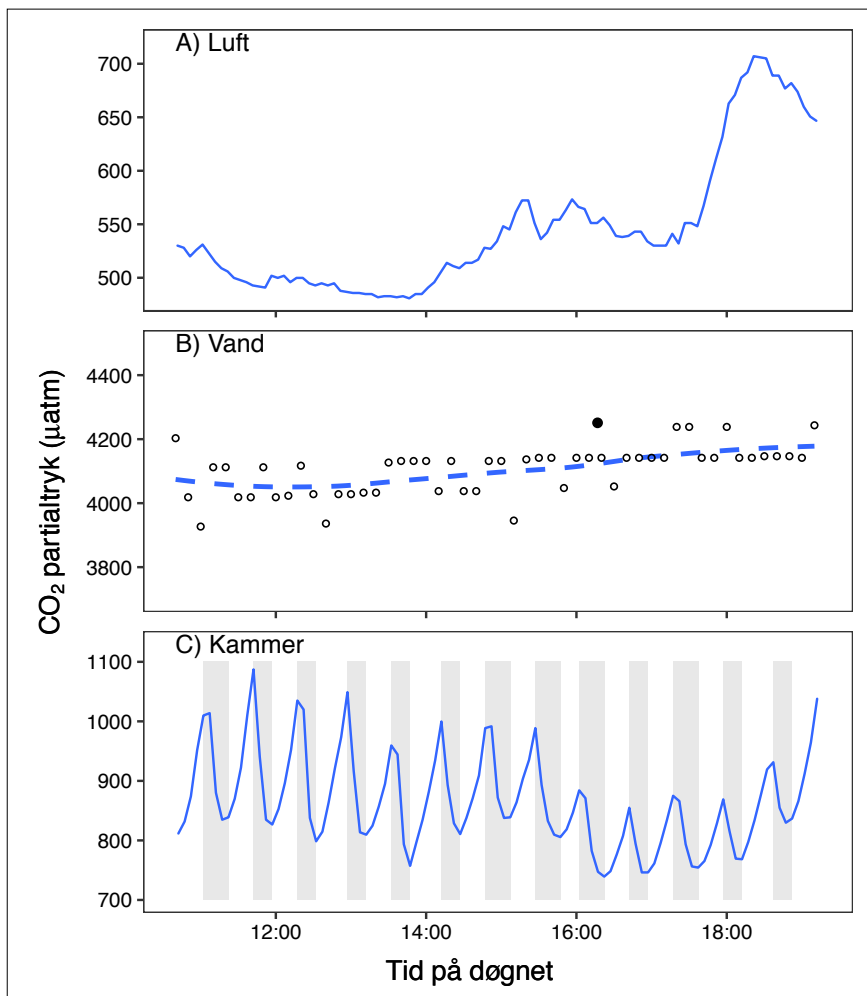 A) Luft
700
650
600
550
500
B) Vand
4400
4200
4000
3800
CO₂ partialtryk (µatm)
C) Kammer
1100
1000
900
800
700
12:00 14:00 16:00 18:00
Tid på døgnet